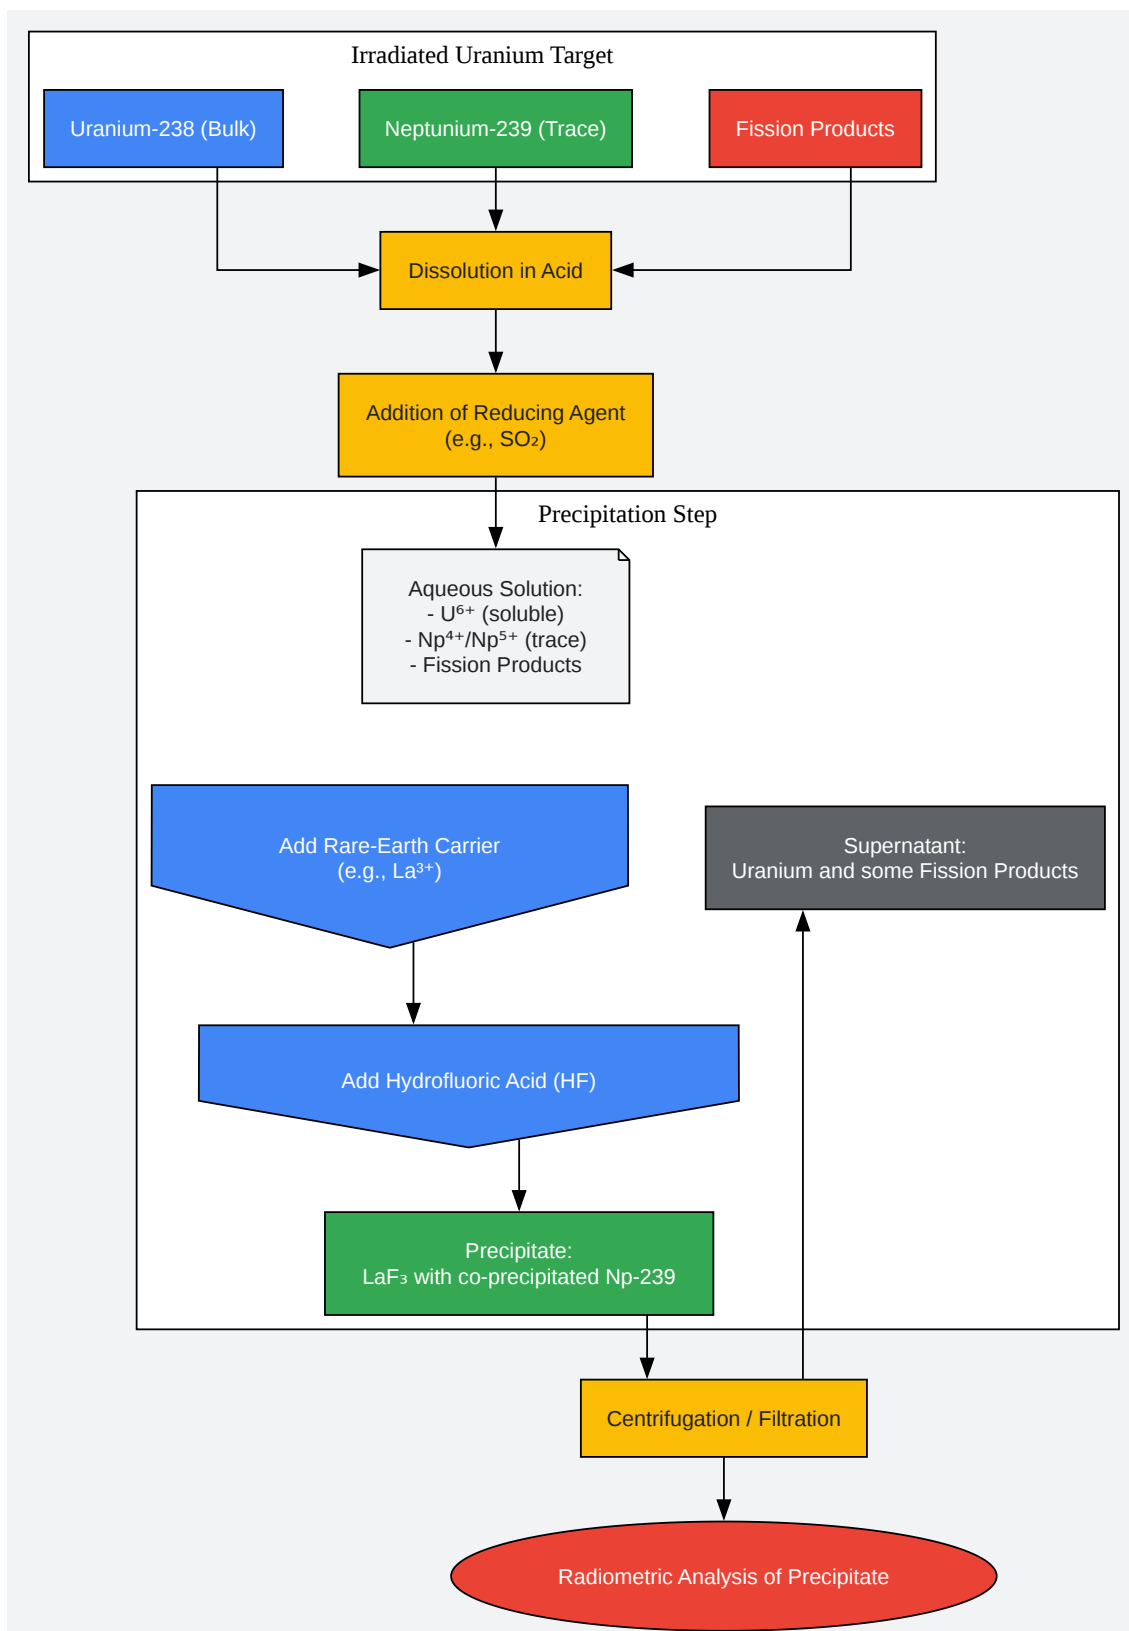 Irradiated Uranium Target
Uranium-238 (Bulk)
Neptunium-239 (Trace)
Fission Products
Dissolution in Acid
Addition of Reducing Agent
(e.g., SO₂)
Precipitation Step
Aqueous Solution:
- U⁶⁺ (soluble)
- Np⁴⁺/Np⁵⁺ (trace)
- Fission Products
Add Rare-Earth Carrier
(e.g., La³⁺)
Supernatant:
Uranium and some Fission Products
Add Hydrofluoric Acid (HF)
Precipitate:
LaF₃ with co-precipitated Np-239
Centrifugation / Filtration
Radiometric Analysis of Precipitate